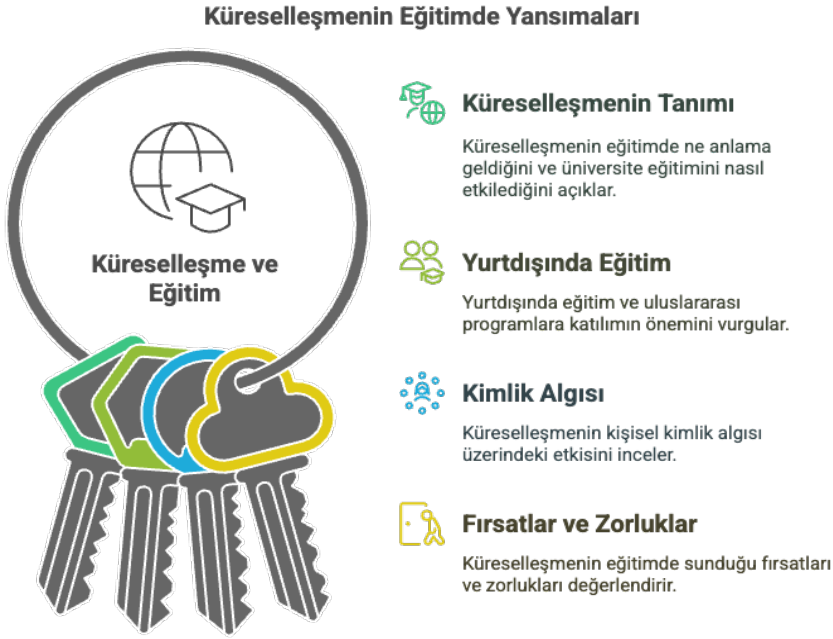 Küreselleşmenin Eğitimde Yansımaları
Küreselleşme ve
Eğitim
Küreselleşmenin Tanımı
Küreselleşmenin eğitimde ne anlama
geldiğini ve üniversite eğitimini nasıl
etkilediğini açıklar.
Yurtdışında Eğitim
Yurtdışında eğitim ve uluslararası
programlara katılımın önemini vurgular.
Kimlik Algısı
Küreselleşmenin kişisel kimlik algısı
üzerindeki etkisini inceler.
Fırsatlar ve Zorluklar
Küreselleşmenin eğitimde sunduğu fırsatları
ve zorlukları değerlendirir.